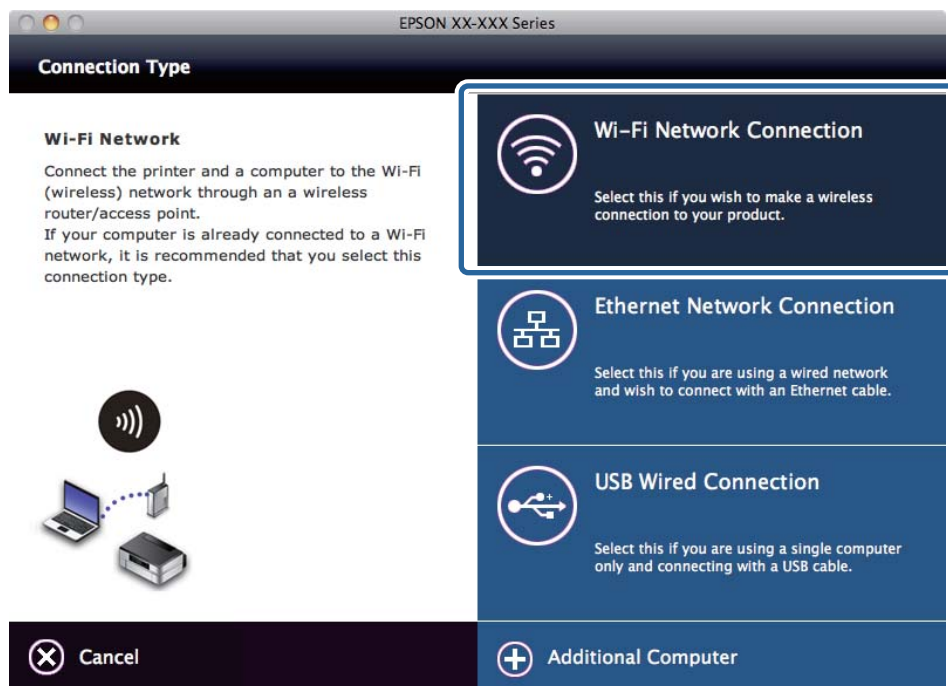 EPSON XX-XXX Series
Connection Type
Wi-Fi Network
Connect the printer and a computer to the Wi-Fi
(wireless) network through an a wireless
router/access point.
If your computer is already connected to a Wi-Fi
network, it is recommended that you select this
connection type.
Wi-Fi Network Connection
Select this if you wish to make a wireless
connection to your product.
Ethernet Network Connection
Select this if you are using a wired network
and wish to connect with an Ethernet cable.
USB Wired Connection
Select this if you are using a single computer
only and connecting with a USB cable.
Cancel
Additional Computer